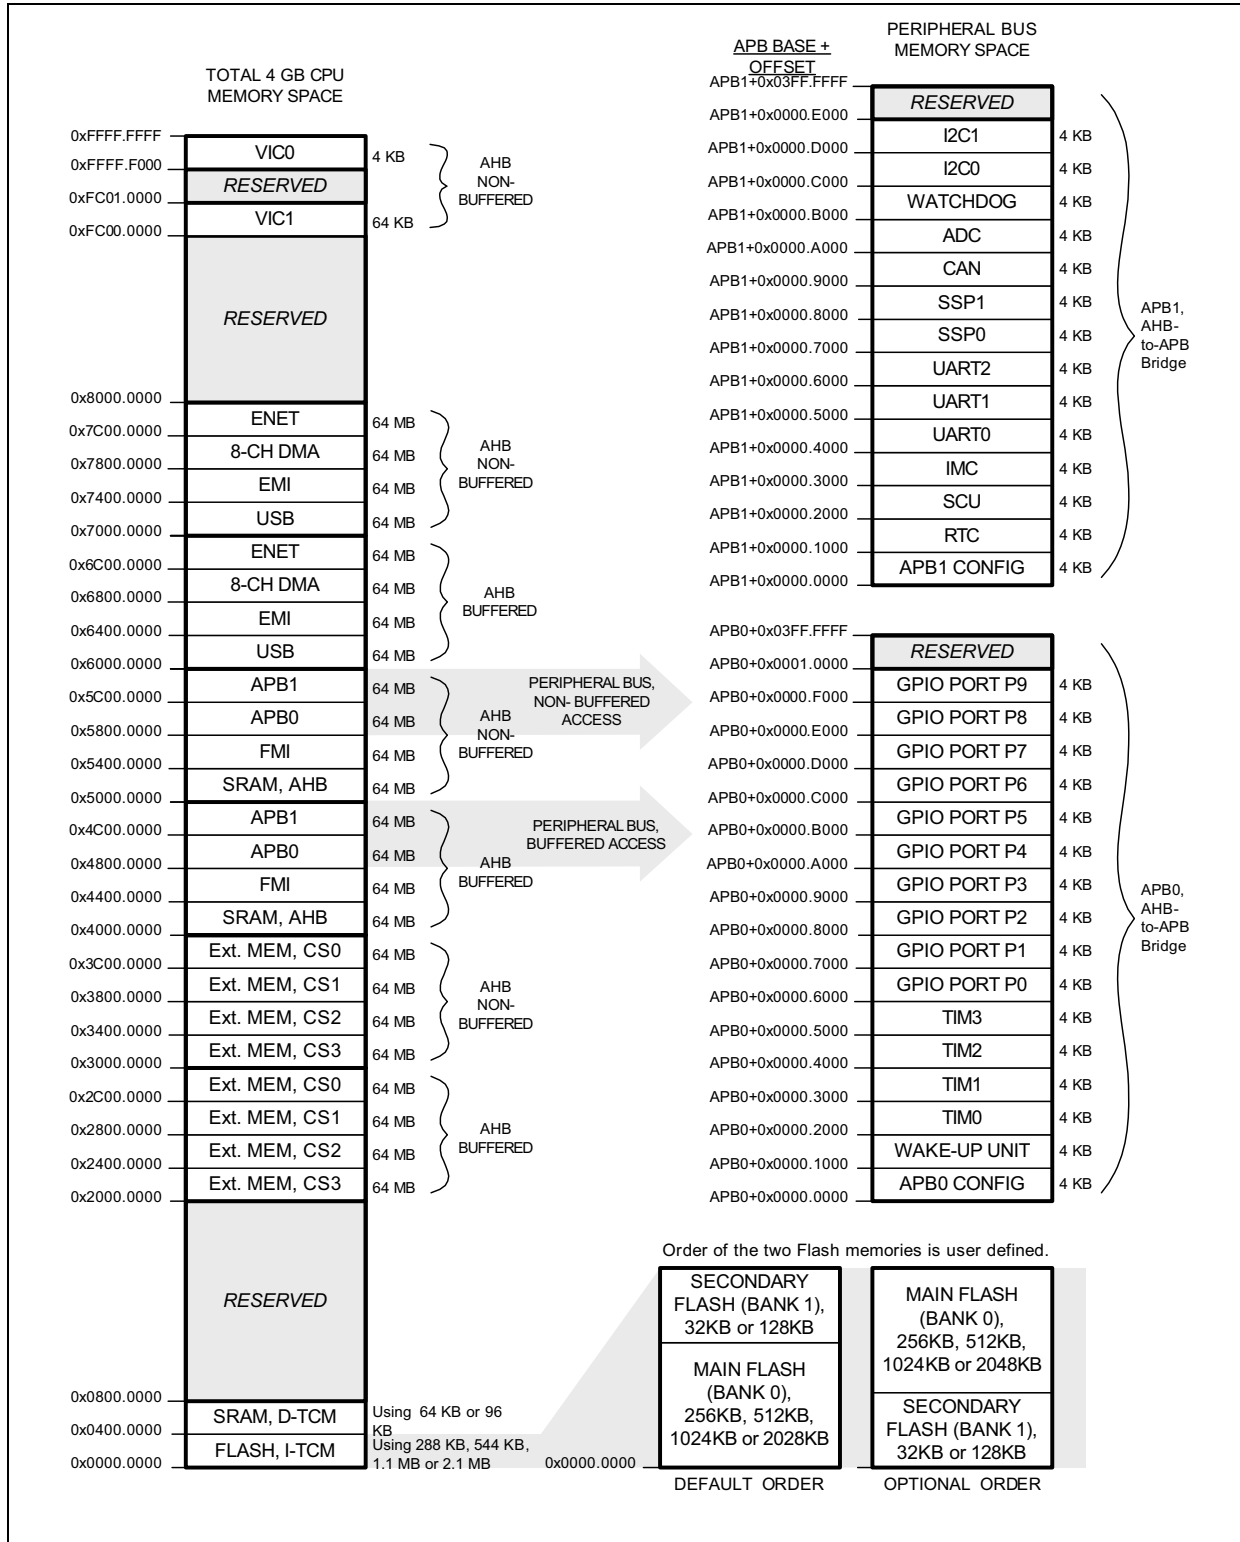 TOTAL 4 GB CPU
MEMORY SPACE
0xFFFF.FFFF
VIC0
4 KB
0xFFFF.F000
RESERVED
0xFC01.0000
VIC1
64 KB
0xFC00.0000
AHB
NON-
BUFFERED
RESERVED
0x8000.0000
ENET
64 MB
0x7C00.0000
8-CH DMA
64 MB
0x7800.0000
EMI
64 MB
0x7400.0000
USB
64 MB
0x7000.0000
AHB
NON-
BUFFERED
ENET
64 MB
0x6C00.0000
8-CH DMA
64 MB
0x6800.0000
EMI
64 MB
0x6400.0000
USB
64 MB
0x6000.0000
AHB
BUFFERED
APB1
64 MB
0x5C00.0000
APB0
64 MB
0x5800.0000
FMI
64 MB
0x5400.0000
SRAM, AHB
64 MB
0x5000.0000
AHB
NON-
BUFFERED
PERIPHERAL BUS,
NON- BUFFERED
ACCESS
APB1
64 MB
0x4C00.0000
APB0
64 MB
0x4800.0000
FMI
64 MB
0x4400.0000
SRAM, AHB
64 MB
0x4000.0000
AHB
BUFFERED
PERIPHERAL BUS,
BUFFERED ACCESS
Ext. MEM, CS0
64 MB
0x3C00.0000
Ext. MEM, CS1
64 MB
0x3800.0000
Ext. MEM, CS2
64 MB
0x3400.0000
Ext. MEM, CS3
64 MB
0x3000.0000
AHB
NON-
BUFFERED
Ext. MEM, CS0
64 MB
0x2C00.0000
Ext. MEM, CS1
64 MB
0x2800.0000
Ext. MEM, CS2
64 MB
0x2400.0000
Ext. MEM, CS3
64 MB
0x2000.0000
AHB
BUFFERED
RESERVED
0x0800.0000
SRAM, D-TCM
Using 64 KB or 96
KB
0x0400.0000
FLASH, I-TCM
Using 288 KB, 544 KB,
1.1 MB or 2.1 MB
0x0000.0000
APB BASE +
OFFSET
PERIPHERAL BUS
MEMORY SPACE
APB1+0x03FF.FFFF
RESERVED
APB1+0x0000.E000
I2C1
4 KB
APB1+0x0000.D000
I2C0
4 KB
APB1+0x0000.C000
WATCHDOG
4 KB
APB1+0x0000.B000
ADC
4 KB
APB1+0x0000.A000
CAN
4 KB
APB1+0x0000.9000
SSP1
4 KB
APB1+0x0000.8000
SSP0
4 KB
APB1+0x0000.7000
UART2
4 KB
APB1+0x0000.6000
UART1
4 KB
APB1+0x0000.5000
UART0
4 KB
APB1+0x0000.4000
IMC
4 KB
APB1+0x0000.3000
SCU
4 KB
APB1+0x0000.2000
RTC
4 KB
APB1+0x0000.1000
APB1 CONFIG
4 KB
APB1+0x0000.0000
APB1,
AHB-
to-APB
Bridge
APB0+0x03FF.FFFF
RESERVED
APB0+0x0001.0000
GPIO PORT P9
4 KB
APB0+0x0000.F000
GPIO PORT P8
4 KB
APB0+0x0000.E000
GPIO PORT P7
4 KB
APB0+0x0000.D000
GPIO PORT P6
4 KB
APB0+0x0000.C000
GPIO PORT P5
4 KB
APB0+0x0000.B000
GPIO PORT P4
4 KB
APB0+0x0000.A000
GPIO PORT P3
4 KB
APB0+0x0000.9000
GPIO PORT P2
4 KB
APB0+0x0000.8000
GPIO PORT P1
4 KB
APB0+0x0000.7000
GPIO PORT P0
4 KB
APB0+0x0000.6000
TIM3
4 KB
APB0+0x0000.5000
TIM2
4 KB
APB0+0x0000.4000
TIM1
4 KB
APB0+0x0000.3000
TIM0
4 KB
APB0+0x0000.2000
WAKE-UP UNIT
4 KB
APB0+0x0000.1000
APB0 CONFIG
4 KB
APB0+0x0000.0000
APB0,
AHB-
to-APB
Bridge
Order of the two Flash memories is user defined.
SECONDARY
FLASH (BANK 1),
32KB or 128KB
MAIN FLASH
(BANK 0),
256KB, 512KB,
1024KB or 2028KB
0x0000.0000
DEFAULT ORDER
MAIN FLASH
(BANK 0),
256KB, 512KB,
1024KB or 2048KB
SECONDARY
FLASH (BANK 1),
32KB or 128KB
OPTIONAL ORDER